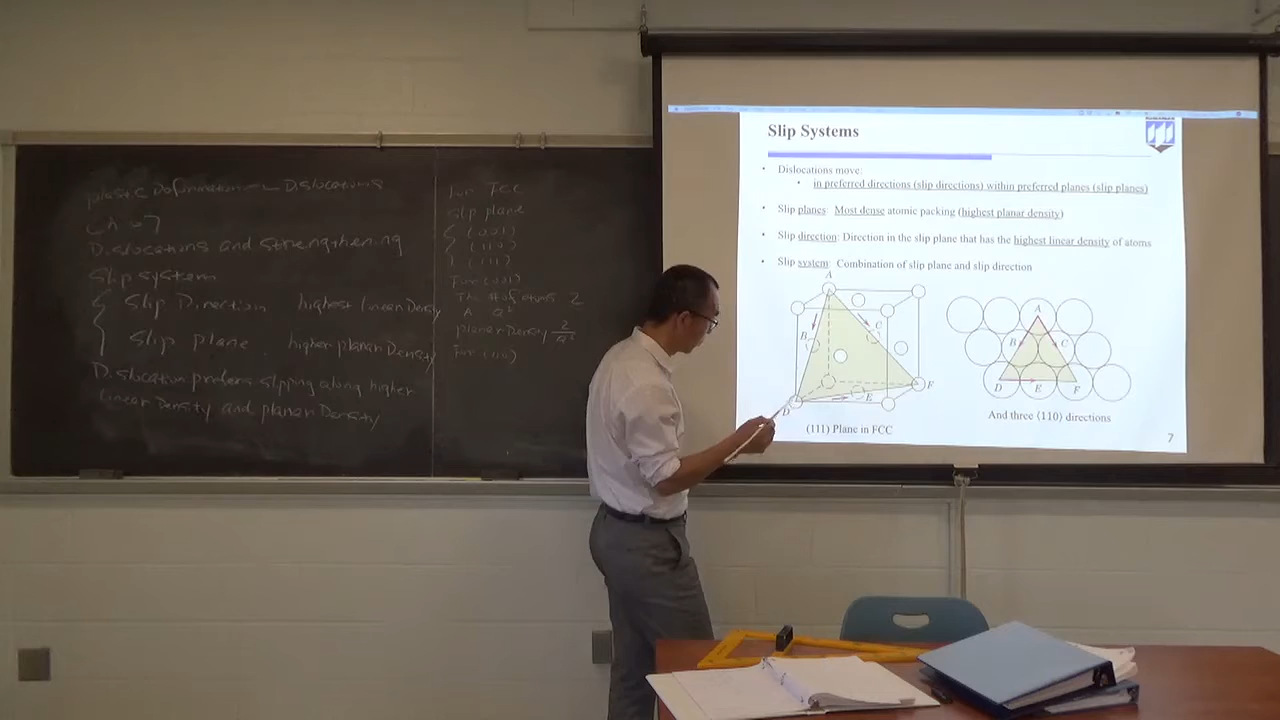 plastic Deformation - Dislocations
Ch 07
Dislocations and strengthening
Slip system
Slip Direction highest linear Density
Slip plane. higher planar Density
Dislocation prefers slipping along higher
linear Density and planar Density
For FCC
Slip plane
(001)
(110)
(111)
For (001)
The # of atoms 2
A a²
planar Density 2/a²
For (110)
Slip Systems
• Dislocations move:
• in preferred directions (slip directions) within preferred planes (slip planes)
• Slip planes: Most dense atomic packing (highest planar density)
• Slip direction: Direction in the slip plane that has the highest linear density of atoms
• Slip system: Combination of slip plane and slip direction
A
B
C
D
E
F
(111) Plane in FCC
A
B C
D E F
And three ⟨110⟩ directions
7